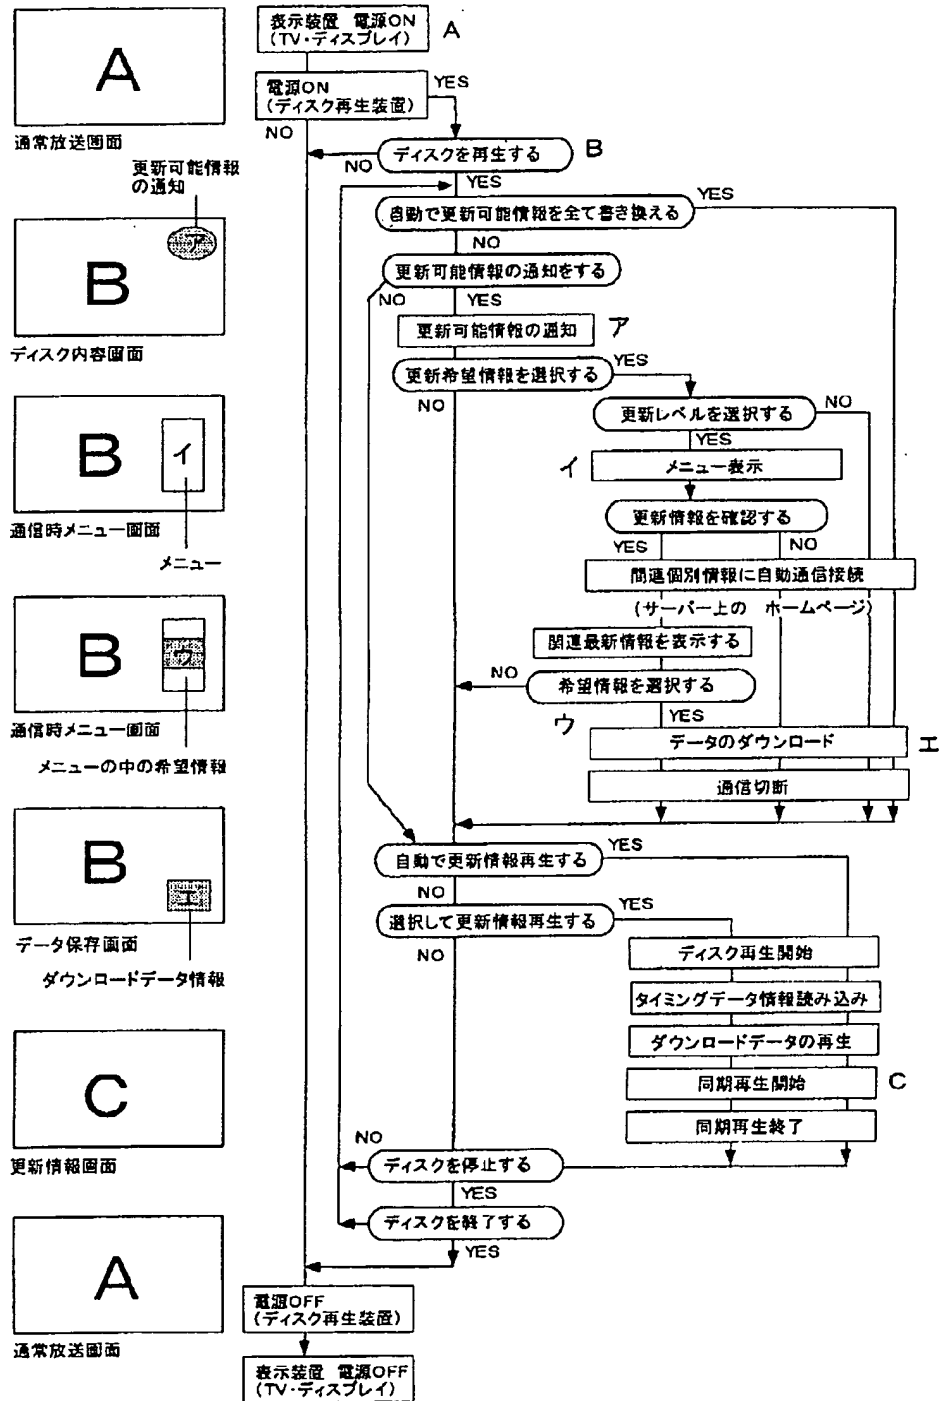 A
通常放送画面
更新可能情報
の通知
ア
B
ディスク内容画面
B
イ
通信時メニュー画面
メニュー
B
ウ
通信時メニュー画面
メニューの中の希望情報
B
エ
データ保存画面
ダウンロードデータ情報
C
更新情報画面
A
通常放送画面
表示装置 電源ON
(TV・ディスプレイ)
A
電源ON
(ディスク再生装置)
YES
NO
ディスクを再生する
B
NO
YES
自動で更新可能情報を全て書き換える
YES
NO
更新可能情報の通知をする
NO
YES
更新可能情報の通知
ア
更新希望情報を選択する
YES
NO
更新レベルを選択する
NO
YES
イ
メニュー表示
更新情報を確認する
YES
NO
関連個別情報に自動通信接続
(サーバー上の ホームページ)
関連最新情報を表示する
NO
希望情報を選択する
ウ
YES
データのダウンロード
エ
通信切断
自動で更新情報再生する
YES
NO
選択して更新情報再生する
YES
NO
ディスク再生開始
タイミングデータ情報読み込み
ダウンロードデータの再生
同期再生開始
C
同期再生終了
NO
ディスクを停止する
YES
ディスクを終了する
YES
電源OFF
(ディスク再生装置)
表示装置 電源OFF
(TV・ディスプレイ)